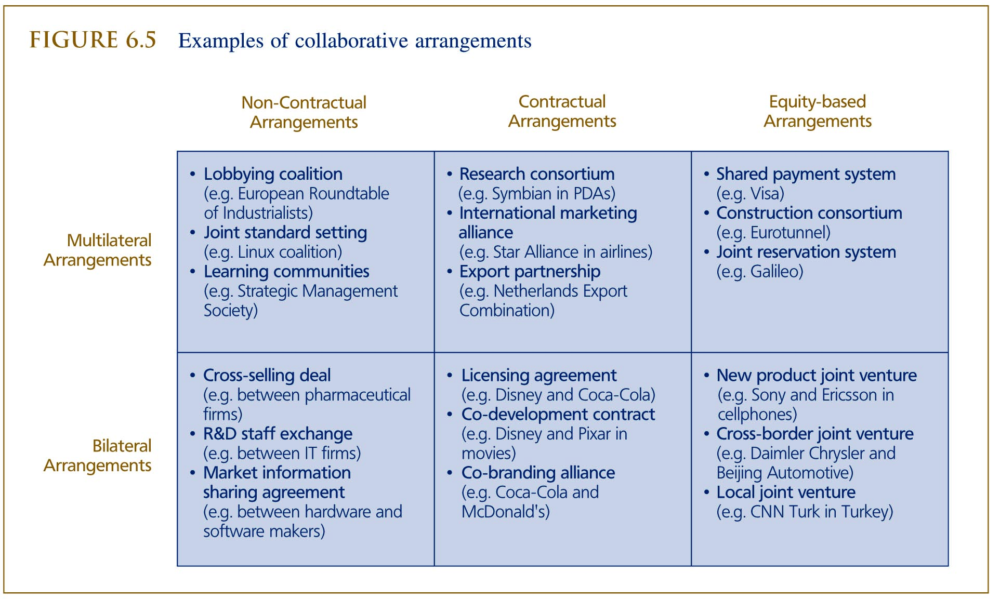 FIGURE 6.5 Examples of collaborative arrangements
Non-Contractual
Arrangements
Contractual
Arrangements
Equity-based
Arrangements
Multilateral
Arrangements
• Lobbying coalition
(e.g. European Roundtable
of Industrialists)
• Joint standard setting
(e.g. Linux coalition)
• Learning communities
(e.g. Strategic Management
Society)
• Research consortium
(e.g. Symbian in PDAs)
• International marketing
alliance
(e.g. Star Alliance in airlines)
• Export partnership
(e.g. Netherlands Export
Combination)
• Shared payment system
(e.g. Visa)
• Construction consortium
(e.g. Eurotunnel)
• Joint reservation system
(e.g. Galileo)
Bilateral
Arrangements
• Cross-selling deal
(e.g. between pharmaceutical
firms)
• R&D staff exchange
(e.g. between IT firms)
• Market information
sharing agreement
(e.g. between hardware and
software makers)
• Licensing agreement
(e.g. Disney and Coca-Cola)
• Co-development contract
(e.g. Disney and Pixar in
movies)
• Co-branding alliance
(e.g. Coca-Cola and
McDonald's)
• New product joint venture
(e.g. Sony and Ericsson in
cellphones)
• Cross-border joint venture
(e.g. Daimler Chrysler and
Beijing Automotive)
• Local joint venture
(e.g. CNN Turk in Turkey)